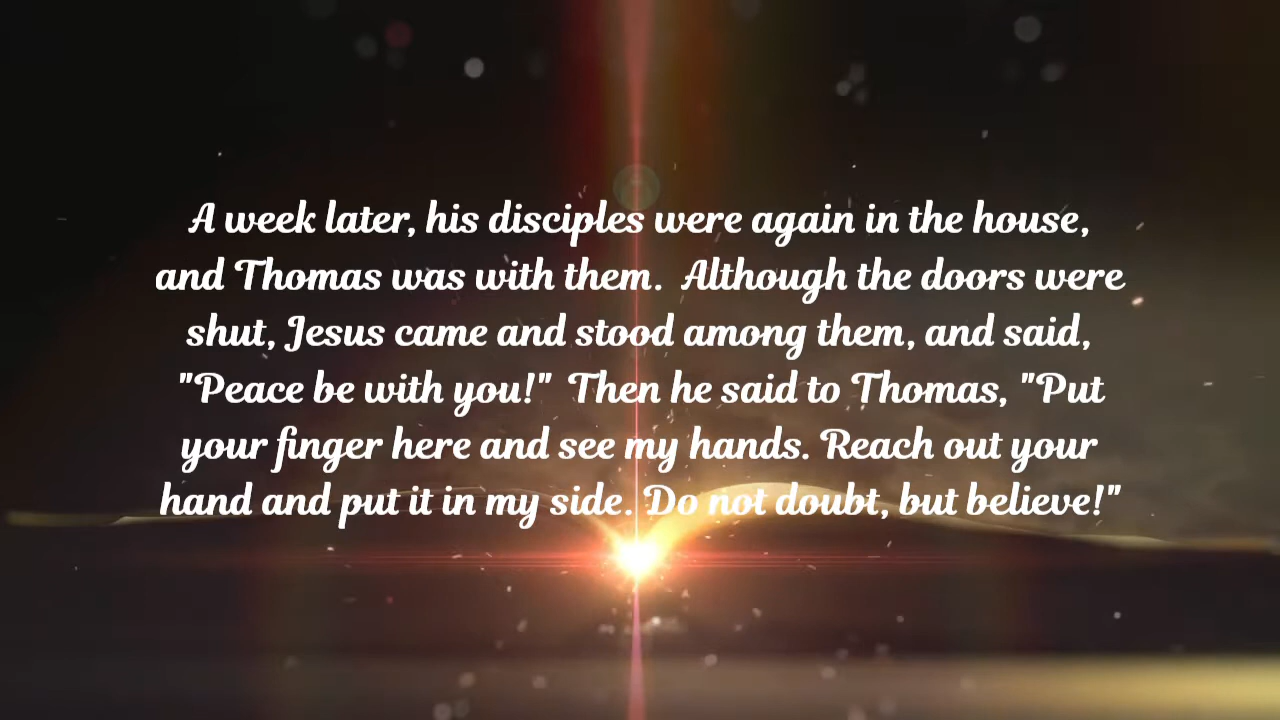 A week later, his disciples were again in the house,
and Thomas was with them.  Although the doors were
shut, Jesus came and stood among them, and said,
"Peace be with you!"  Then he said to Thomas, "Put
your finger here and see my hands. Reach out your
hand and put it in my side. Do not doubt, but believe!"